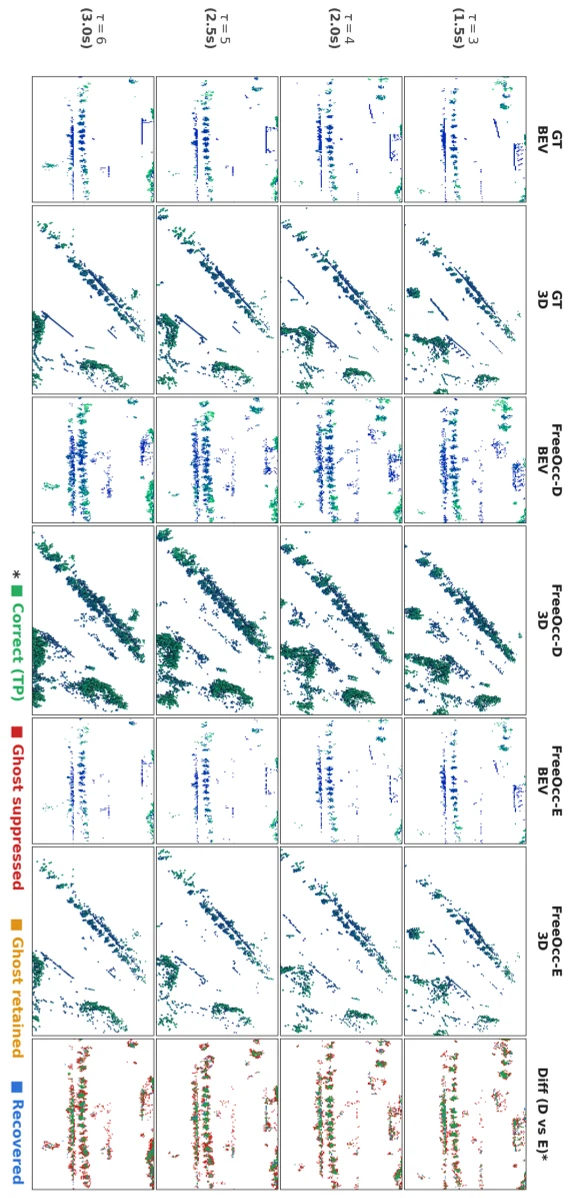 GT
BEV
GT
3D
FreeOcc-D
BEV
FreeOcc-D
3D
FreeOcc-E
BEV
FreeOcc-E
3D
Diff (D vs E)*
τ=3
(1.5s)
τ=4
(2.0s)
τ=5
(2.5s)
τ=6
(3.0s)
* Correct (TP) Ghost suppressed Ghost retained Recovered